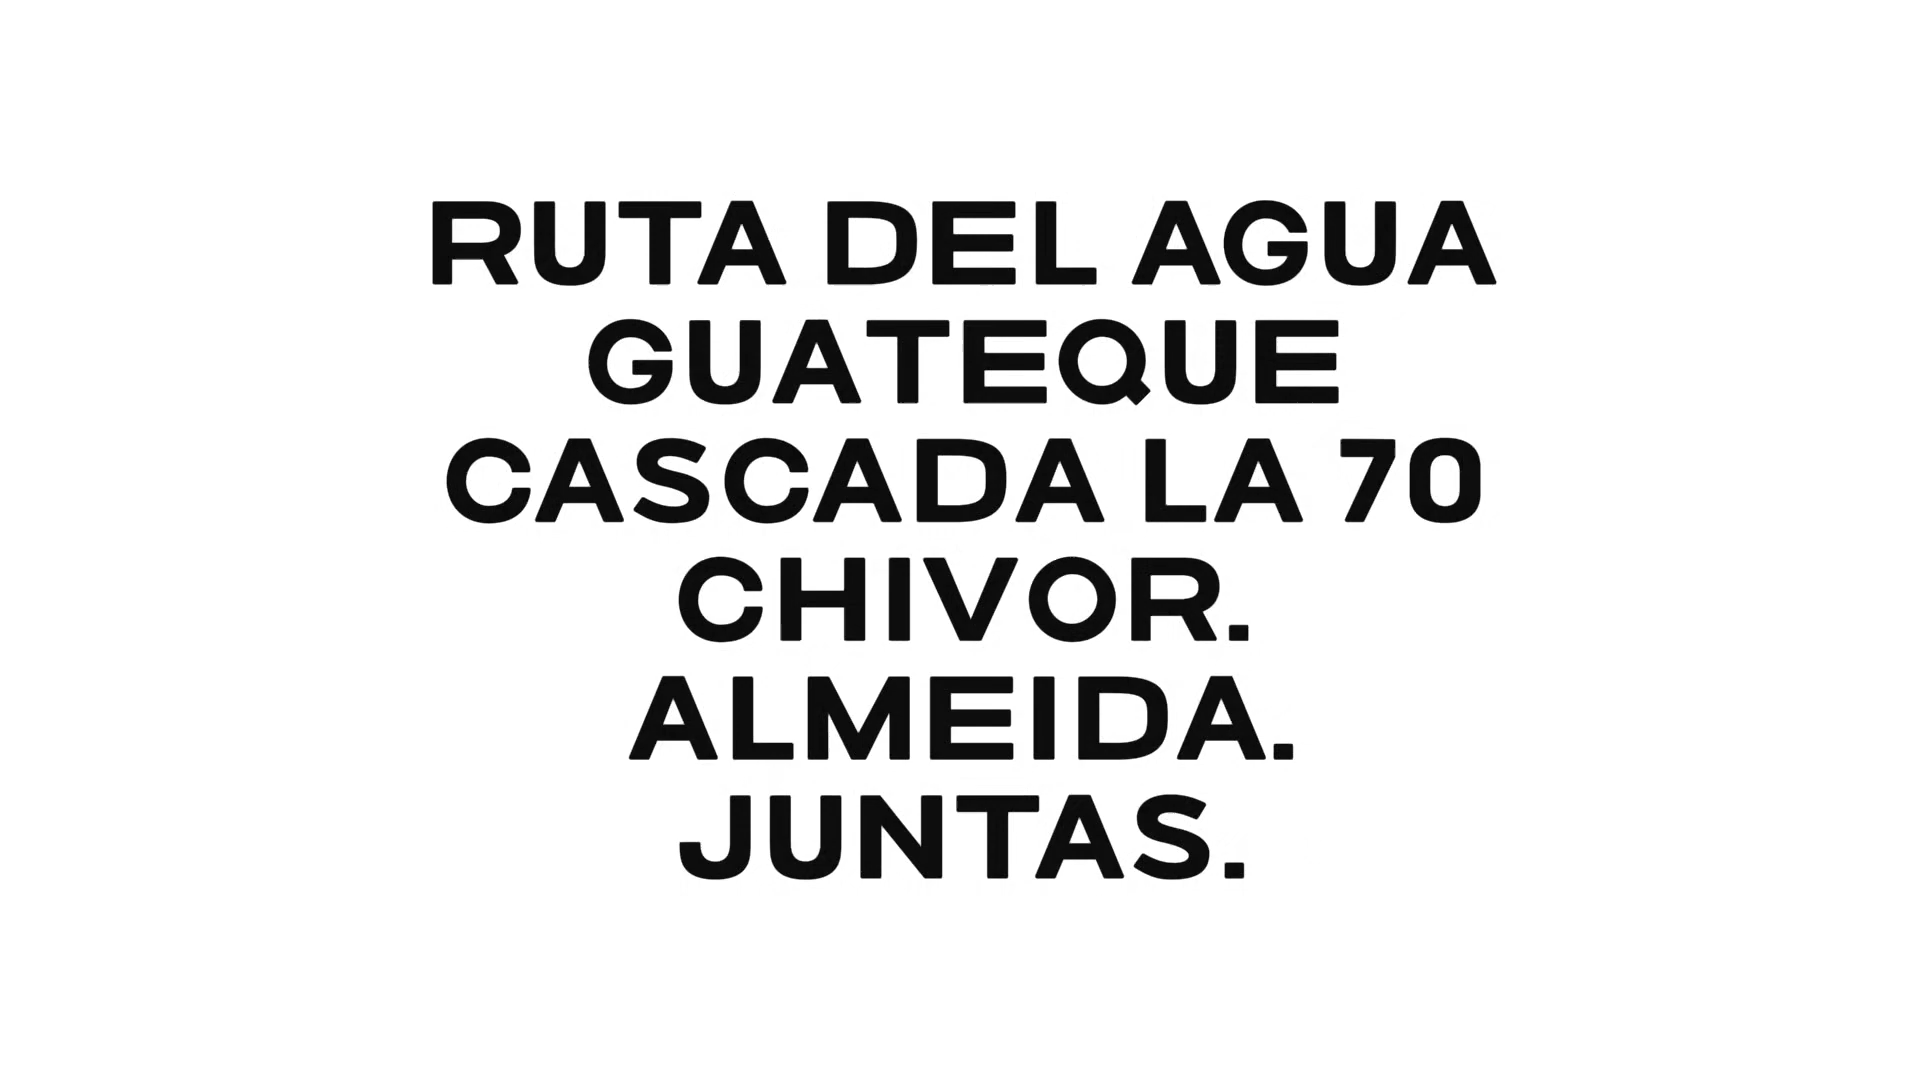 RUTA DEL AGUA
GUATEQUE
CASCADA LA 70
CHIVOR.
ALMEIDA.
JUNTAS.